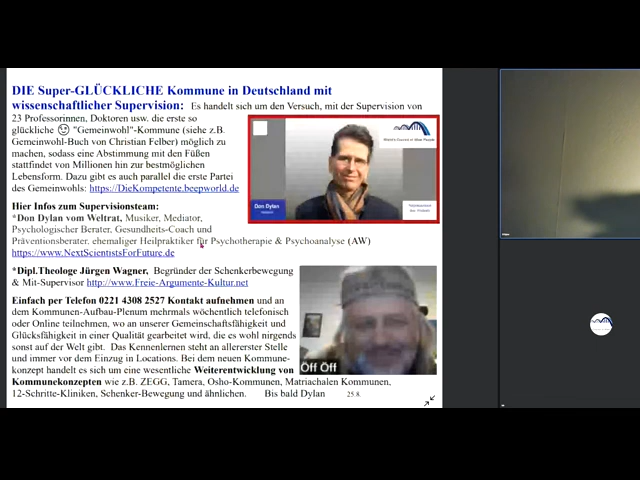 DIE Super-GLÜCKLICHE Kommune in Deutschland mit
wissenschaftlicher Supervision: Es handelt sich um den Versuch, mit der Supervision von
23 Professorinnen, Doktoren usw. die erste so
glückliche 😉 "Gemeinwohl"-Kommune (siehe z.B.
Gemeinwohl-Buch von Christian Felber) möglich zu
machen, sodass eine Abstimmung mit den Füßen
stattfindet von Millionen hin zur bestmöglichen
Lebensform. Dazu gibt es auch parallel die erste Partei
des Gemeinwohls: https://DieKompetente.beepworld.de
Don Dylan
Hier Infos zum Supervisionsteam:
*Don Dylan vom Weltrat, Musiker, Mediator,
Psychologischer Berater, Gesundheits-Coach und
Präventionsberater, ehemaliger Heilpraktiker für Psychotherapie & Psychoanalyse (AW)
https://www.NextScientistsForFuture.de
*Dipl.Theologe Jürgen Wagner, Begründer der Schenkerbewegung
& Mit-Supervisor http://www.Freie-Argumente-Kultur.net
Einfach per Telefon 0221 4308 2527 Kontakt aufnehmen und an
dem Kommunen-Aufbau-Plenum mehrmals wöchentlich telefonisch
oder Online teilnehmen, wo an unserer Gemeinschaftsfähigkeit und
Glücksfähigkeit in einer Qualität gearbeitet wird, die es wohl nirgends
sonst auf der Welt gibt. Das Kennenlernen steht an allererster Stelle
und immer vor dem Einzug in Locations. Bei dem neuen Kommune-
konzept handelt es sich um eine wesentliche Weiterentwicklung von
Kommunekonzepten wie z.B. ZEGG, Tamera, Osho-Kommunen, Matriachalen Kommunen,
12-Schritte-Kliniken, Schenker-Bewegung und ähnlichen. Bis bald Dylan 25.8.
Öff Öff